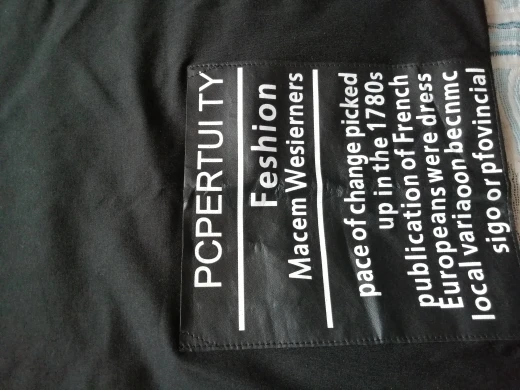 PCPERTUI TY
Feshion
Macem Wesierners
pace of change picked
up in the 1780s
publication of French
Europeans were dress
local variaoon becnmc
sigo or pfovincial